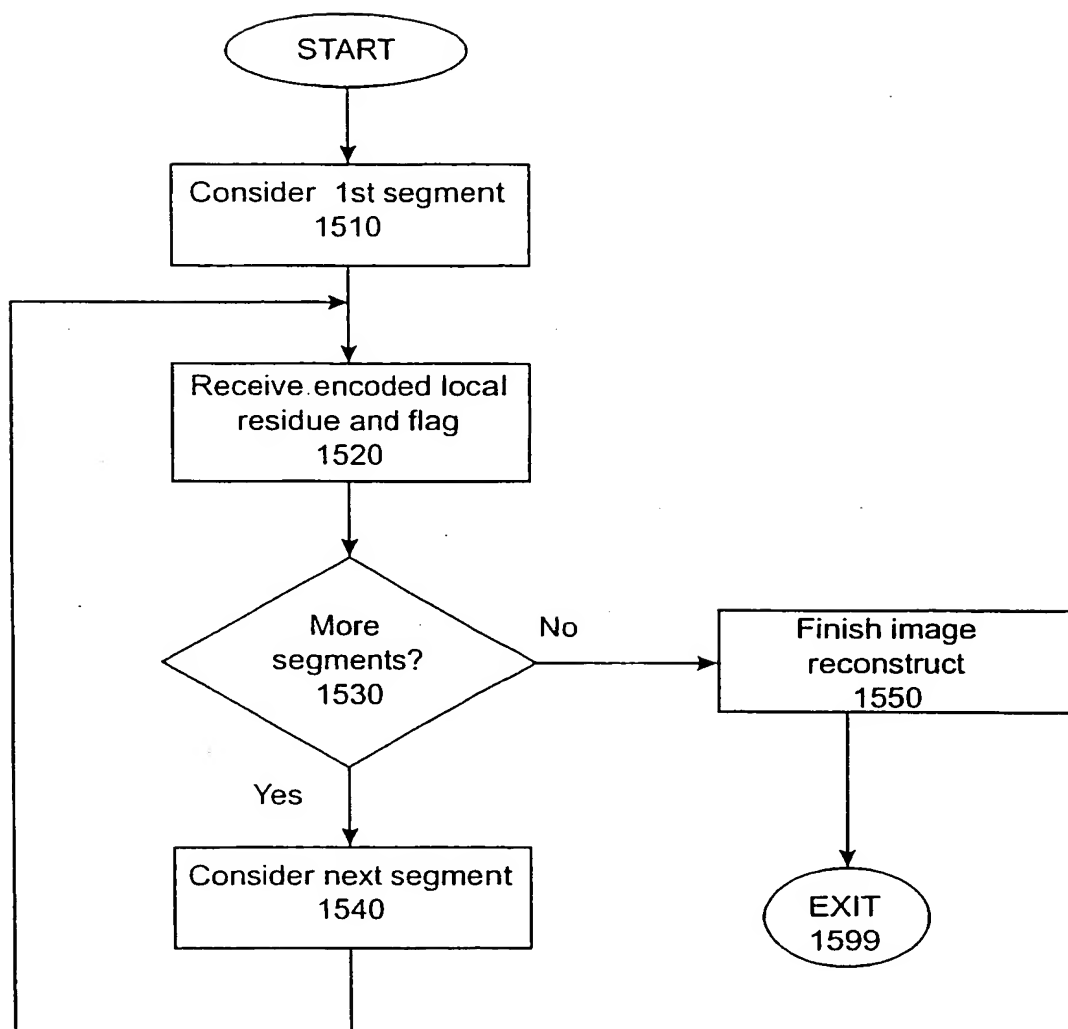 START
Consider 1st segment
1510
Receive encoded local
residue and flag
1520
More
segments?
1530
No
Finish image
reconstruct
1550
Yes
Consider next segment
1540
EXIT
1599